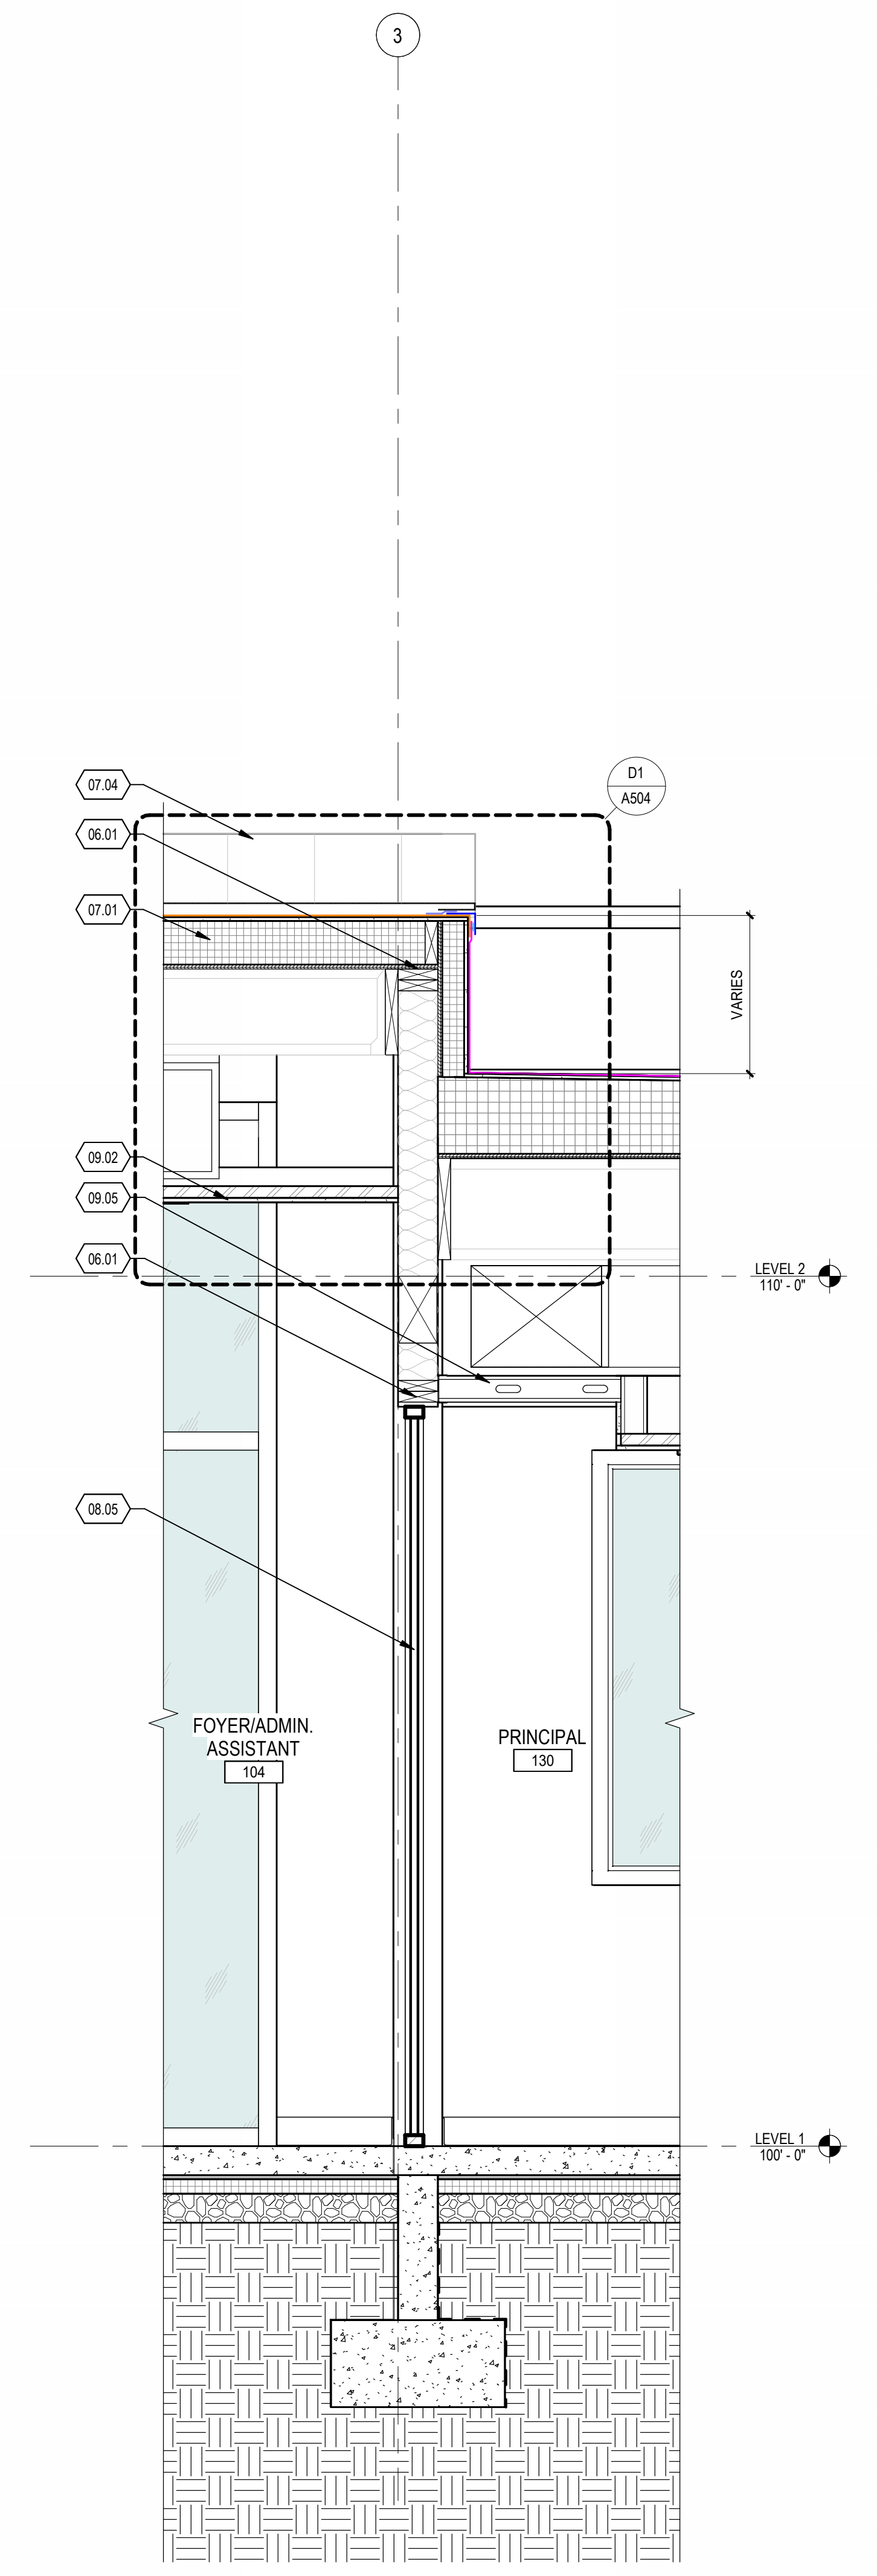 3
07.04
D1
A504
06.01
07.01
VARIES
09.02
09.05
06.01
LEVEL 2
110' - 0"
08.05
FOYER/ADMIN.
ASSISTANT
104
PRINCIPAL
130
LEVEL 1
100' - 0"